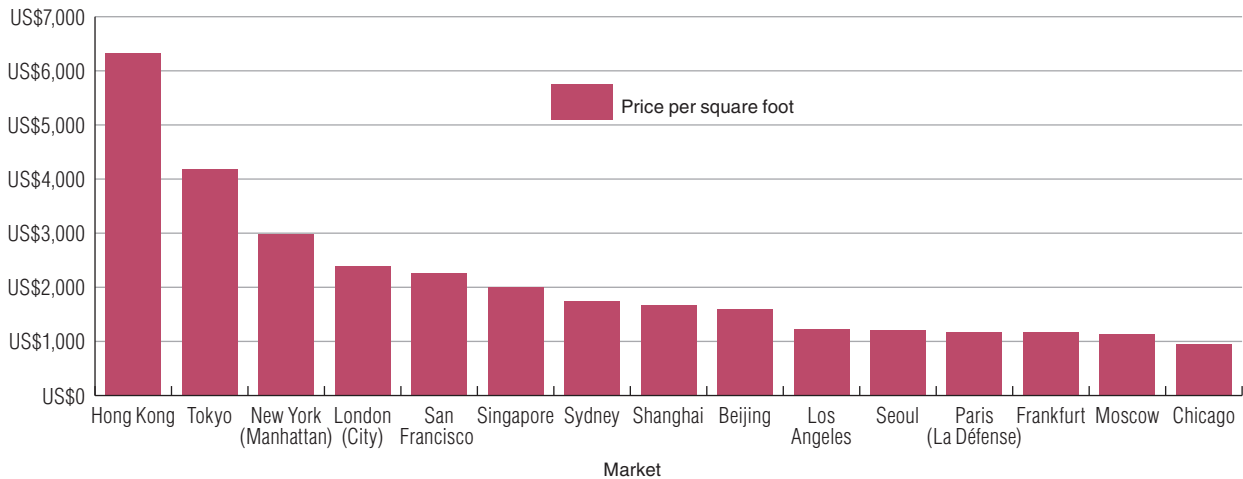 US$7,000
US$6,000
US$5,000
US$4,000
US$3,000
US$2,000
US$1,000
US$0
Price per square foot
Hong Kong
Tokyo
New York
(Manhattan)
London
(City)
San
Francisco
Singapore
Sydney
Shanghai
Beijing
Los
Angeles
Seoul
Paris
(La Défense)
Frankfurt
Moscow
Chicago
Market